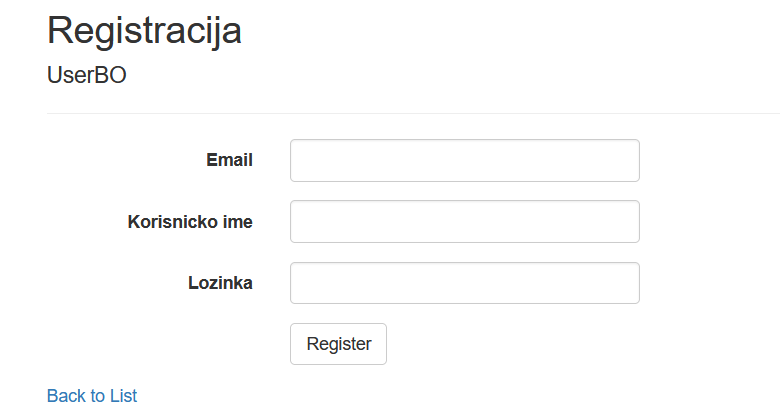 Registracija
UserBO
Email
Korisnicko ime
Lozinka
Register
Back to List